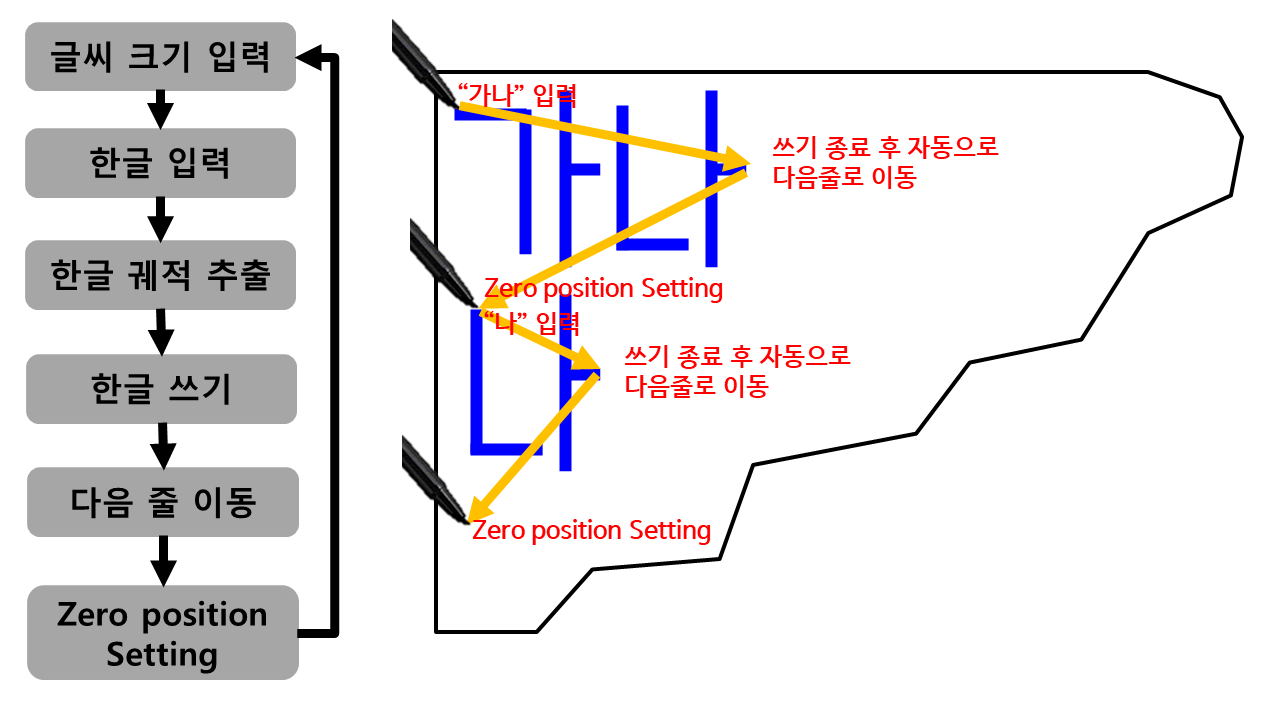 글씨 크기 입력
한글 입력
한글 궤적 추출
한글 쓰기
다음 줄 이동
Zero position
Setting
“가나” 입력
쓰기 종료 후 자동으로
다음줄로 이동
가나
Zero position Setting
“나” 입력
쓰기 종료 후 자동으로
다음줄로 이동
나
Zero position Setting